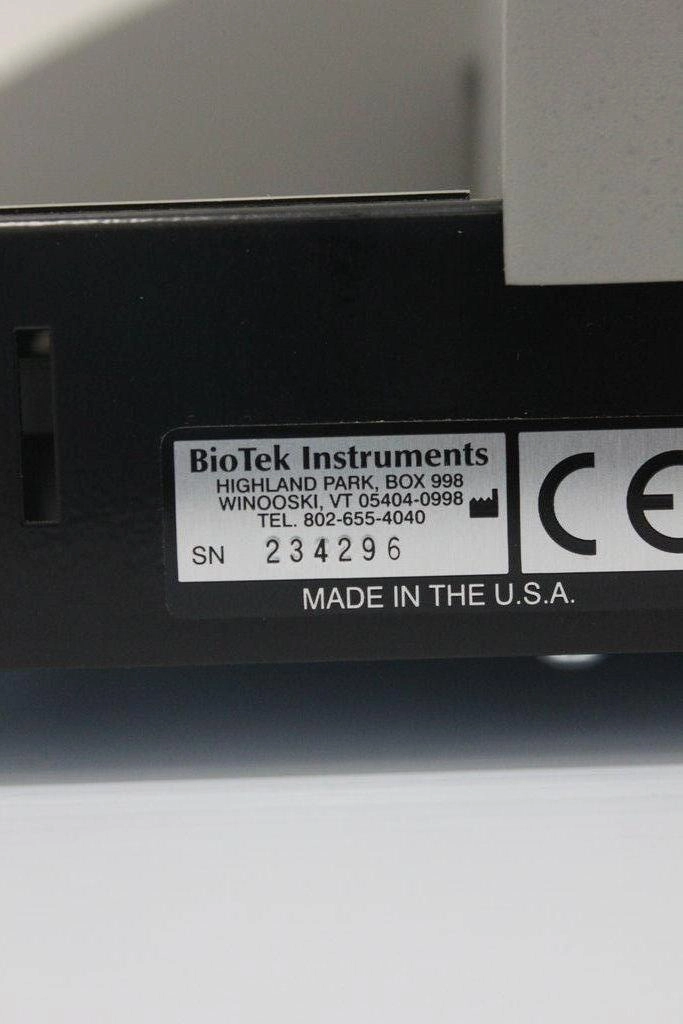 BioTek Instruments
HIGHLAND PARK, BOX 998
WINOOSKI, VT 05404-0998
TEL. 802-655-4040
SN 234296
CE
MADE IN THE U.S.A.